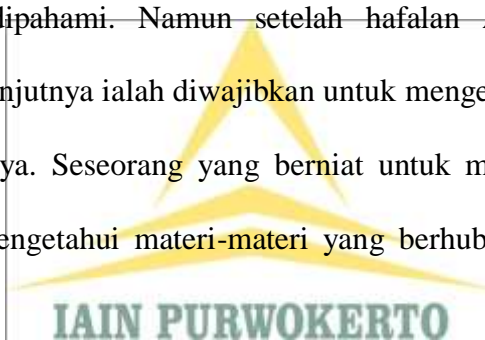 dipahami. Namun setelah hafalan
njutnya ialah diwajibkan untuk menge
ya. Seseorang yang berniat untuk m
engetahui materi-materi yang berhub
IAIN PURWOKERTO